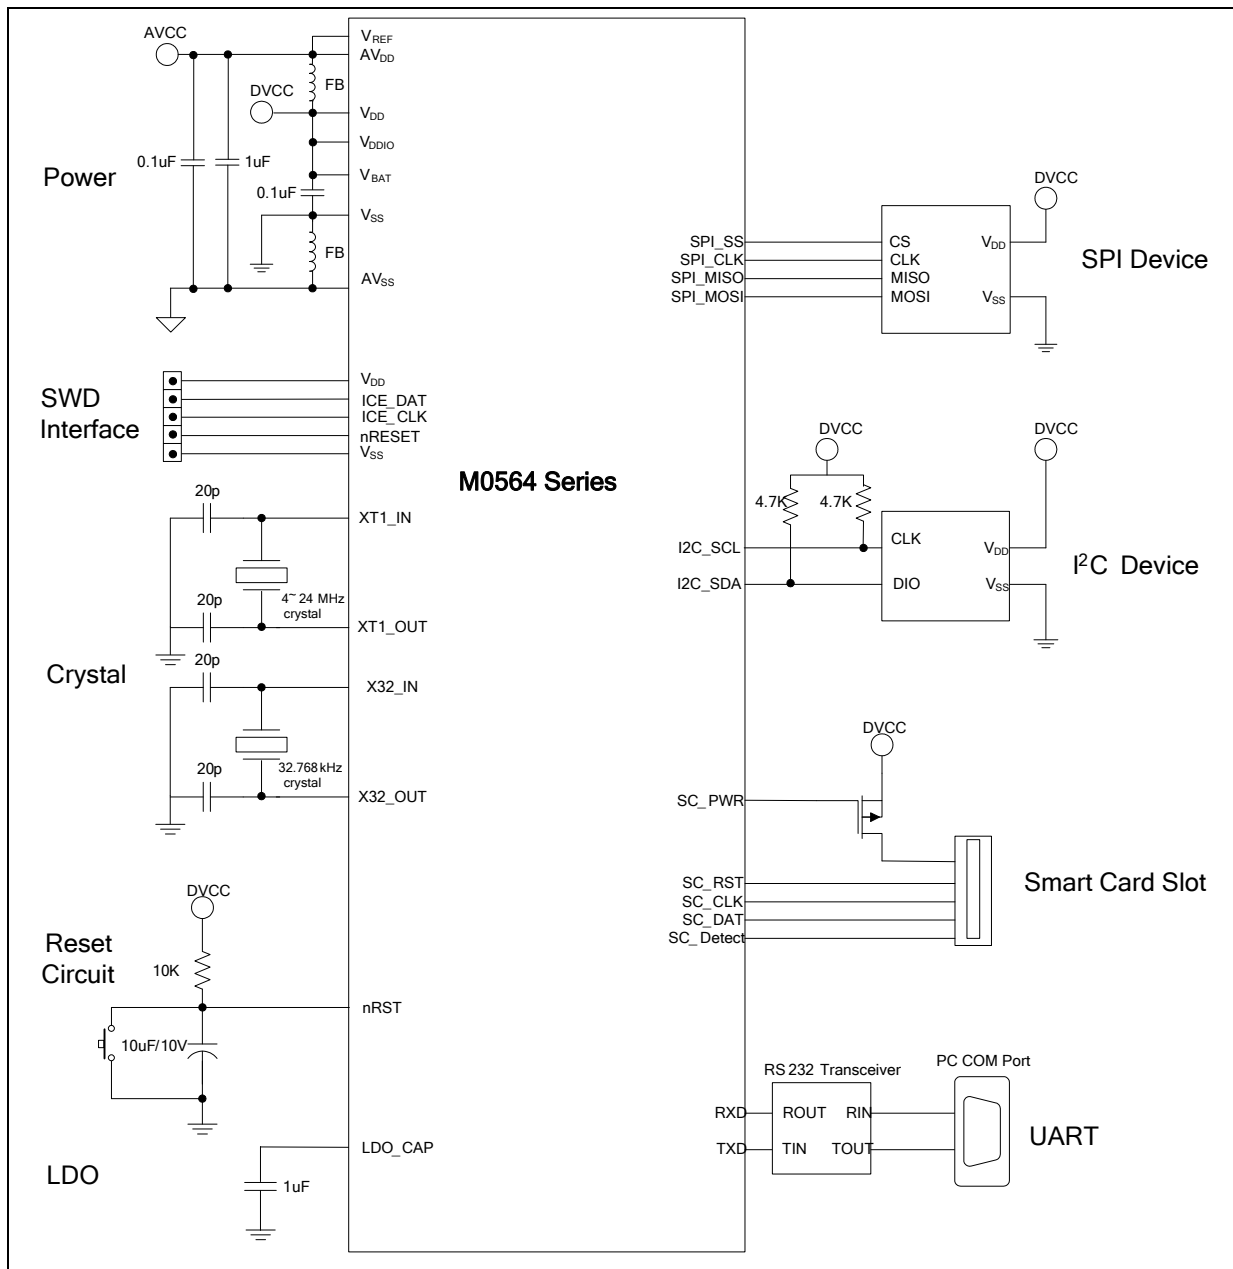 AVCC
VREF
AVDD
FB
DVCC
VDD
VDDIO
0.1uF
1uF
Power
VBAT
0.1uF
VSS
FB
AVSS
SWD
Interface
VDD
ICE_DAT
ICE_CLK
nRESET
VSS
M0564 Series
20p
XT1_IN
4~24 MHz
crystal
20p
XT1_OUT
Crystal
20p
X32_IN
32.768kHz
crystal
20p
X32_OUT
DVCC
Reset
Circuit
10K
nRST
10uF/10V
LDO_CAP
LDO
1uF
DVCC
SPI_SS
SPI_CLK
SPI_MISO
SPI_MOSI
CS
CLK
MISO
MOSI
VDD
VSS
SPI Device
DVCC
DVCC
4.7K
4.7K
I2C_SCL
I2C_SDA
CLK
DIO
VDD
VSS
I2C Device
DVCC
SC_PWR
SC_RST
SC_CLK
SC_DAT
SC_Detect
Smart Card Slot
RS 232 Transceiver
PC COM Port
RXD
TXD
ROUT
RIN
TIN
TOUT
UART